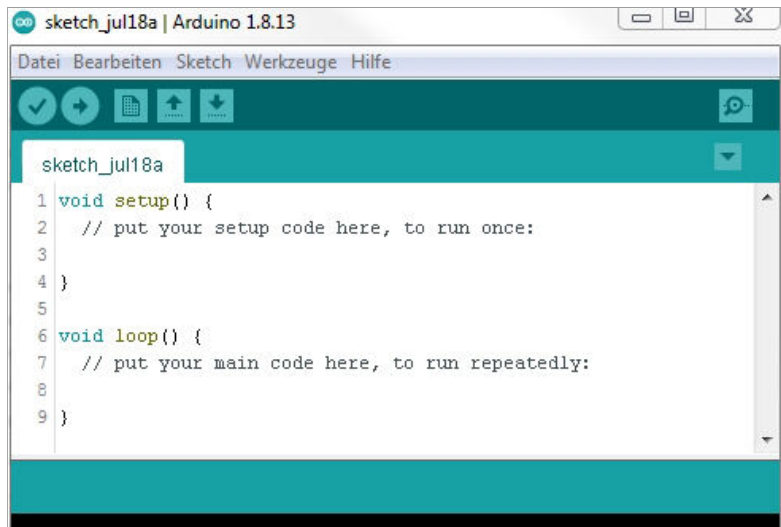 sketch_jul18a | Arduino 1.8.13
Datei Bearbeiten Sketch Werkzeuge Hilfe
sketch_jul18a
1 void setup() {
2   // put your setup code here, to run once:
3
4 }
5
6 void loop() {
7   // put your main code here, to run repeatedly:
8
9 }